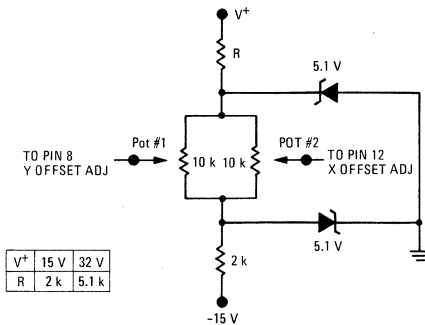 V+
R
5.1 V
Pot #1
POT #2
TO PIN 8
Y OFFSET ADJ
10 k
10 k
TO PIN 12
X OFFSET ADJ
5.1 V
2 k
V+ 15 V 32 V
R 2 k 5.1 k
-15 V